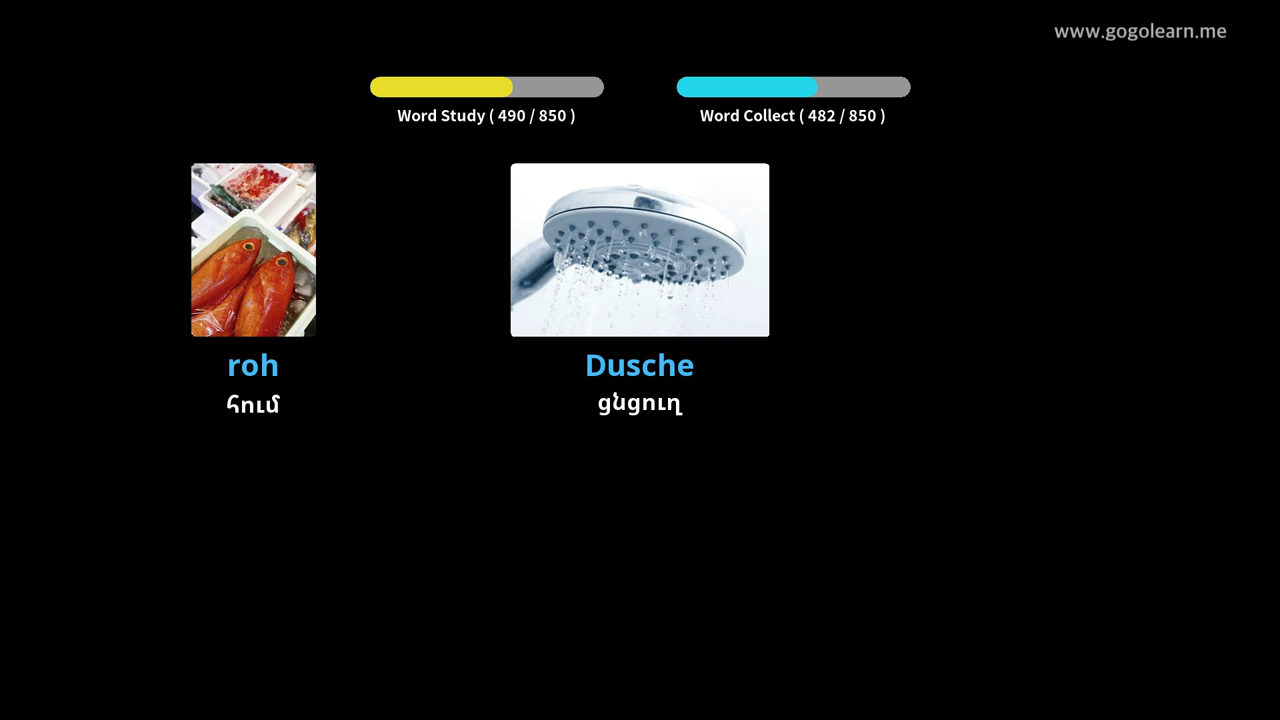 www.gogolearn.me
Word Study ( 490 / 850 )
Word Collect ( 482 / 850 )
roh
հում
Dusche
ցնցուղ